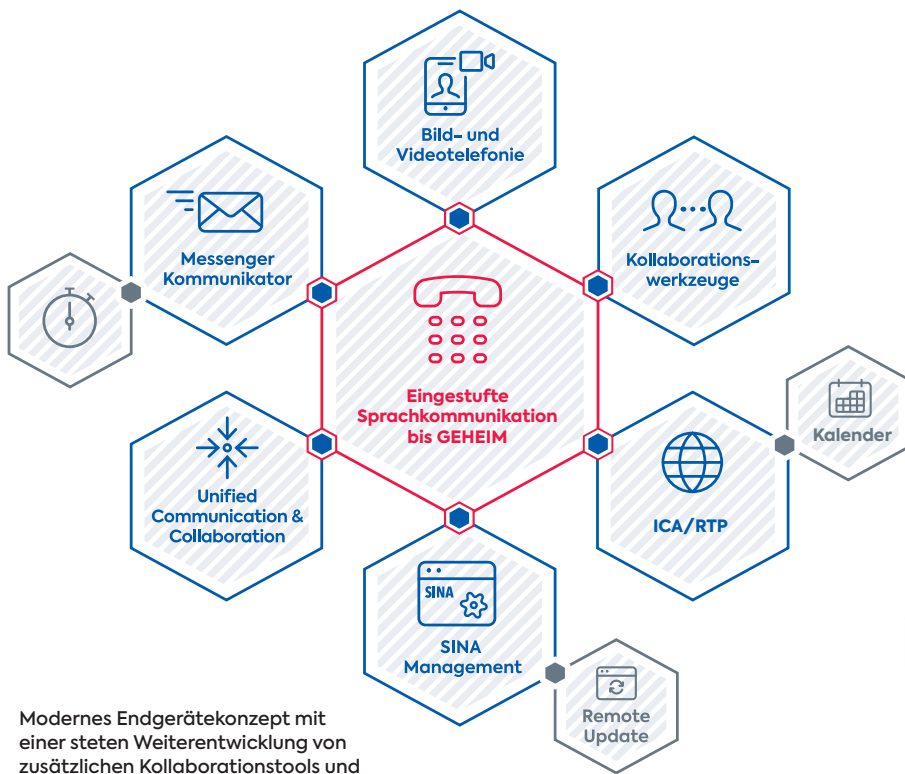 Bild- und
Videotelefonie
Messenger
Kommunikator
Kollaborations-
werkzeuge
Eingestufte
Sprachkommunikation
bis GEHEIM
Kalender
Unified
Communication &
Collaboration
ICA/RTP
SINA
SINA
Management
Remote
Update
Modernes Endgerätekonzept mit
einer steten Weiterentwicklung von
zusätzlichen Kollaborationstools und